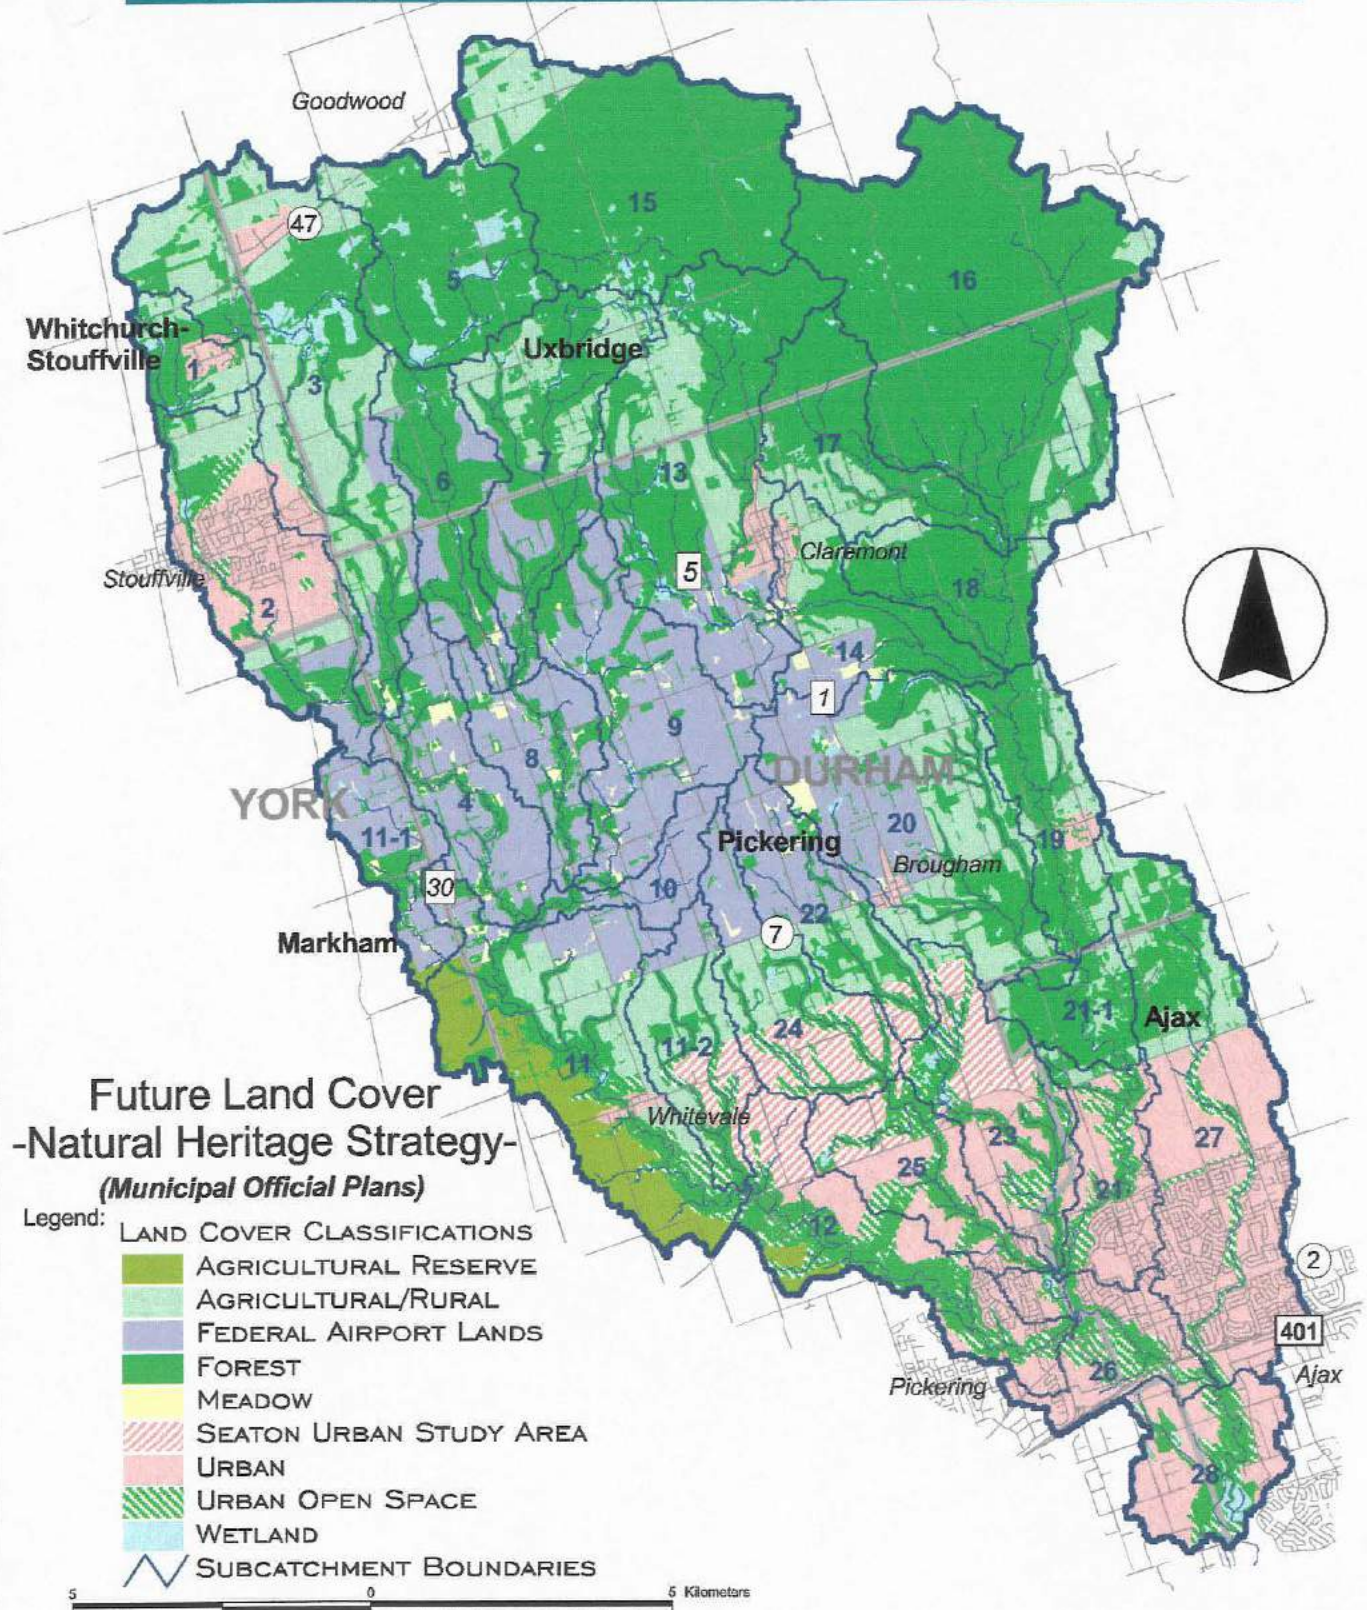 Goodwood
47
15
5
16
Whitchurch-
Stouffville
1
3
Uxbridge
17
6
7
13
5
Claremont
Stouffville
2
18
14
1
9
8
DURHAM
YORK
4
11-1
20
Pickering
19
Brougham
30
10
22
7
Markham
21-1
Ajax
24
11-2
11
Whitevale
23
27
25
21
12
2
401
26
Pickering
Ajax
28
Future Land Cover
-Natural Heritage Strategy-
(Municipal Official Plans)
Legend:
LAND COVER CLASSIFICATIONS
AGRICULTURAL RESERVE
AGRICULTURAL/RURAL
FEDERAL AIRPORT LANDS
FOREST
MEADOW
SEATON URBAN STUDY AREA
URBAN
URBAN OPEN SPACE
WETLAND
SUBCATCHMENT BOUNDARIES
5 0 5 Kilometers